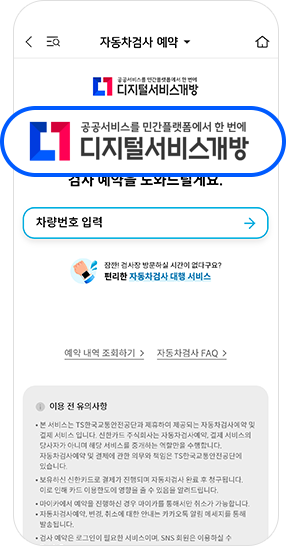 자동차검사 예약
공공서비스를 민간플랫폼에서 한 번에
디지털서비스개방
공공서비스를 민간플랫폼에서 한 번에
디지털서비스개방
검사 예약을 도와드릴게요.
차량번호 입력
잠깐! 검사장 방문하실 시간이 없다구요?
편리한 자동차검사 대행 서비스
예약 내역 조회하기
자동차검사 FAQ
이용 전 유의사항
• 본 서비스는 TS한국교통안전공단과 제휴하여 제공되는 자동차검사예약 및
결제 서비스 입니다. 신한카드 주식회사는 자동차검사예약, 결제 서비스의
당사자가 아니며 해당 서비스를 중개하는 역할만을 수행합니다.
자동차검사예약 및 결제에 관한 의무와 책임은 TS한국교통안전공단에
있습니다.
• 보유하신 신한카드로 결제가 진행되며 자동차검사 완료 후 청구됩니다.
이로 인해 카드 이용한도에 영향을 줄 수 있음을 알려드립니다.
• 마이카에서 예약을 진행하신 경우 마이카를 통해서만 취소가 가능합니다.
• 자동차검사예약, 변경, 취소에 대한 안내는 카카오톡 알림 메세지를 통해
발송됩니다.
• 검사 예약은 로그인이 필요한 서비스이며, SNS 회원은 이용하실 수